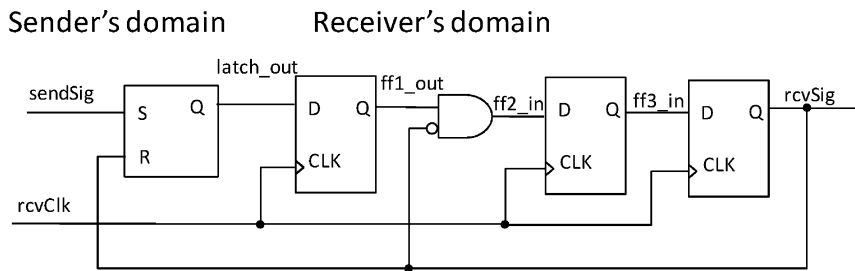 Sender's domain Receiver's domain
latch_out ff1_out ff2_in ff3_in rcvSig
sendSig
S Q D Q D Q D Q
R CLK CLK CLK
rcvClk